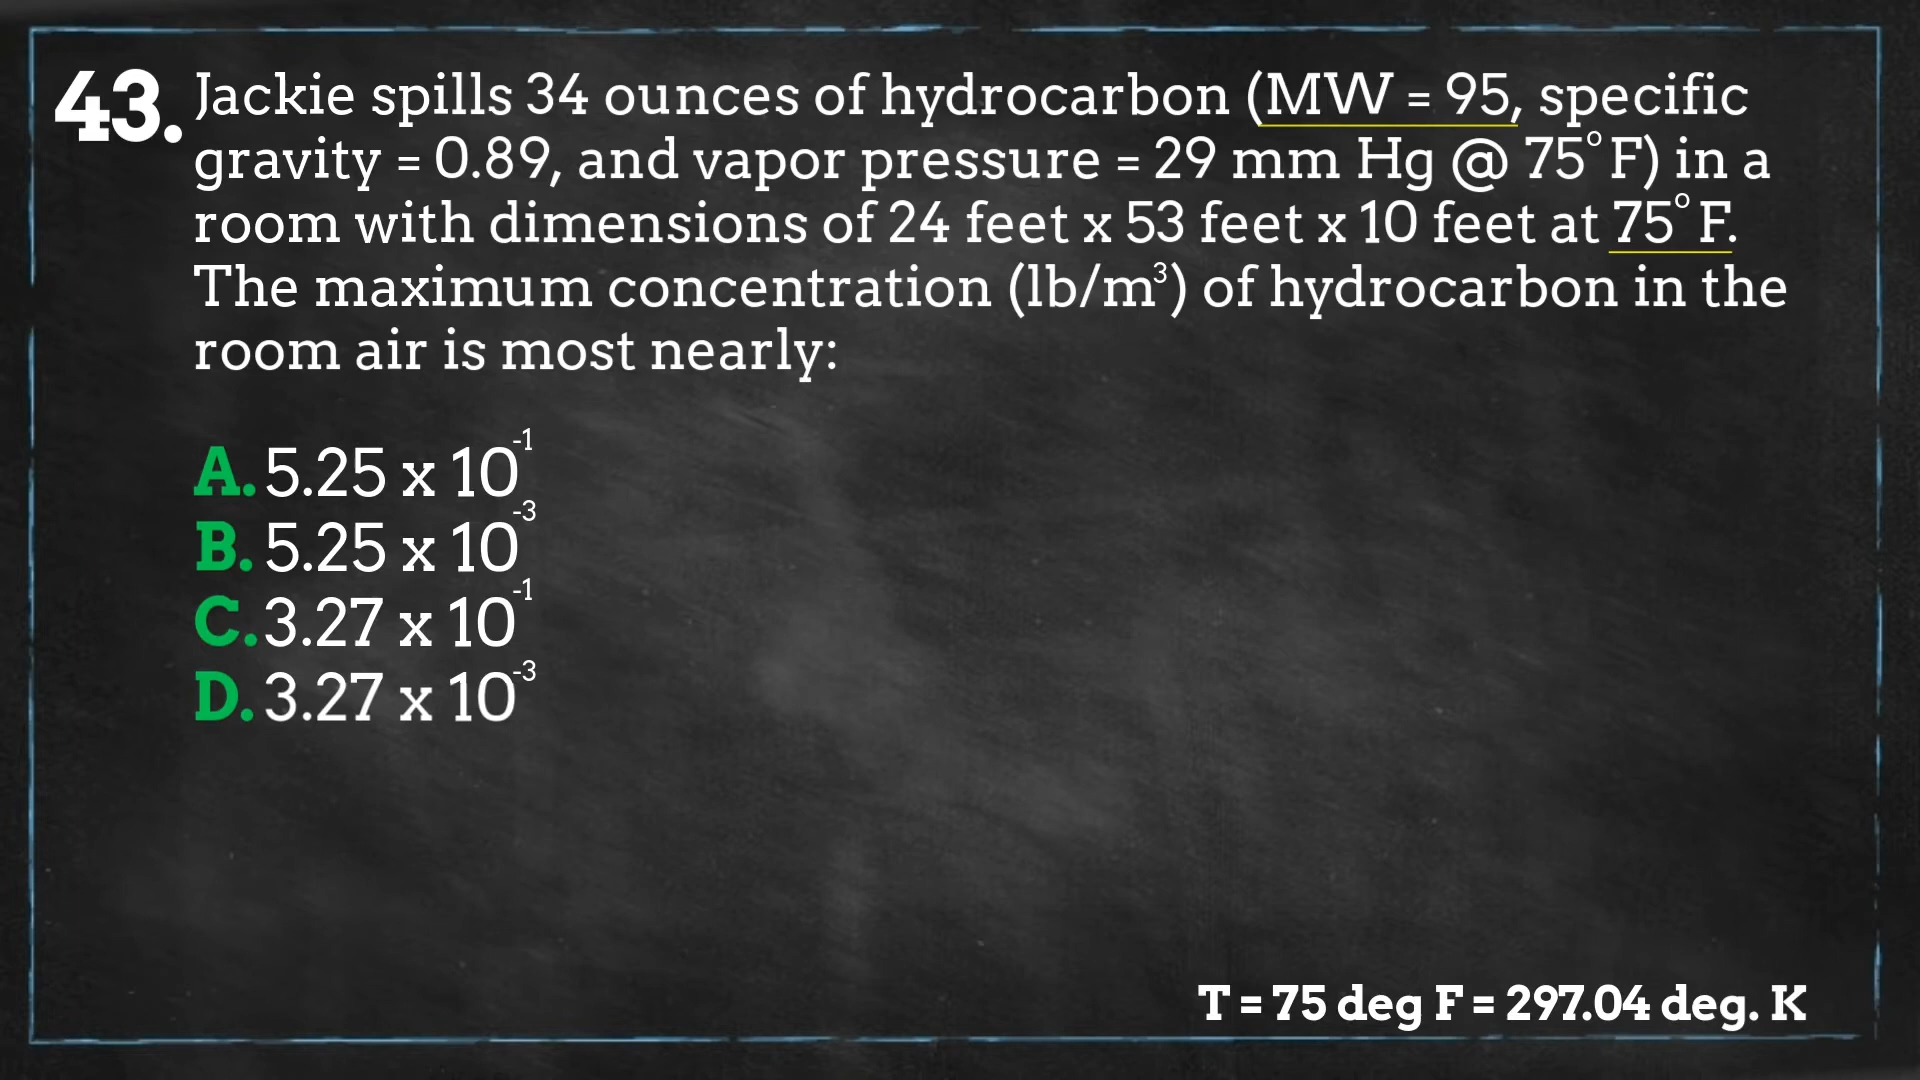 43. Jackie spills 34 ounces of hydrocarbon (MW = 95, specific
gravity = 0.89, and vapor pressure = 29 mm Hg @ 75°F) in a
room with dimensions of 24 feet x 53 feet x 10 feet at 75°F.
The maximum concentration (lb/m³) of hydrocarbon in the
room air is most nearly:
A. 5.25 x 10⁻¹
B. 5.25 x 10⁻³
C. 3.27 x 10⁻¹
D. 3.27 x 10⁻³
T = 75 deg F = 297.04 deg. K